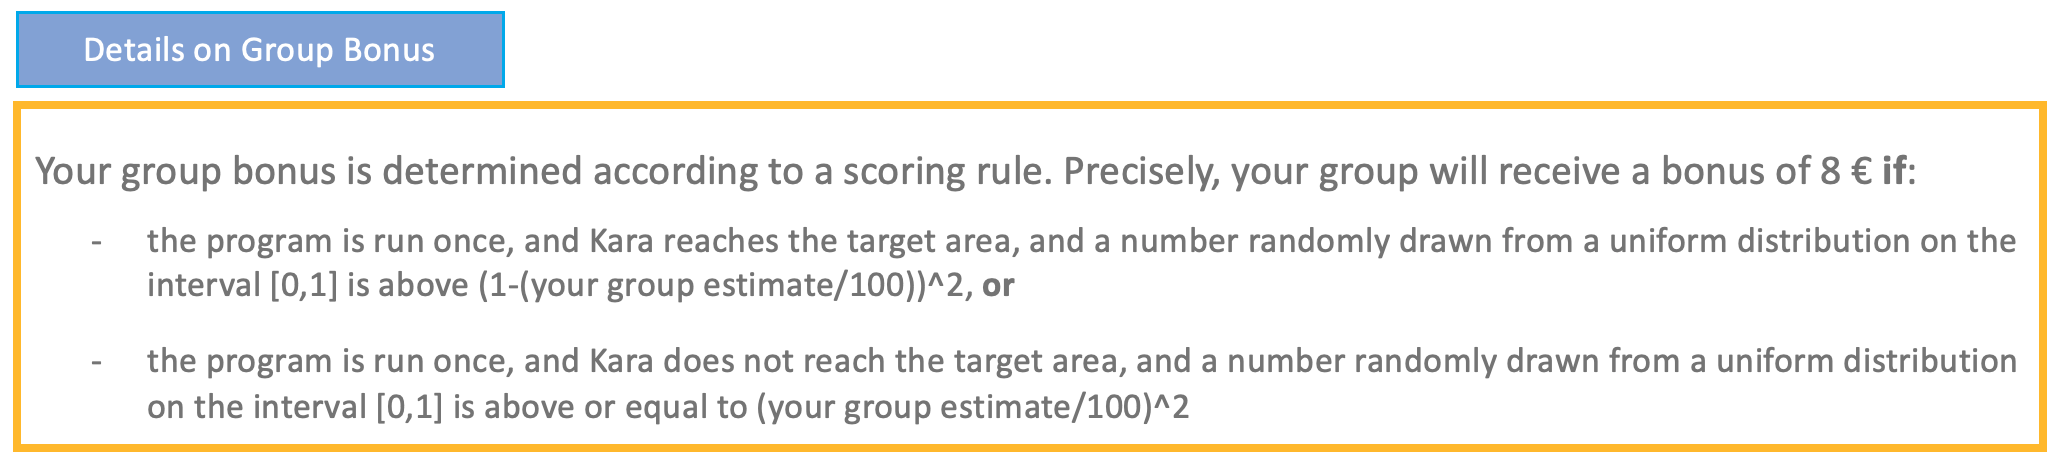 Details on Group Bonus
Your group bonus is determined according to a scoring rule. Precisely, your group will receive a bonus of 8 € if:
- the program is run once, and Kara reaches the target area, and a number randomly drawn from a uniform distribution on the
interval [0,1] is above (1-(your group estimate/100))^2, or
- the program is run once, and Kara does not reach the target area, and a number randomly drawn from a uniform distribution
on the interval [0,1] is above or equal to (your group estimate/100)^2